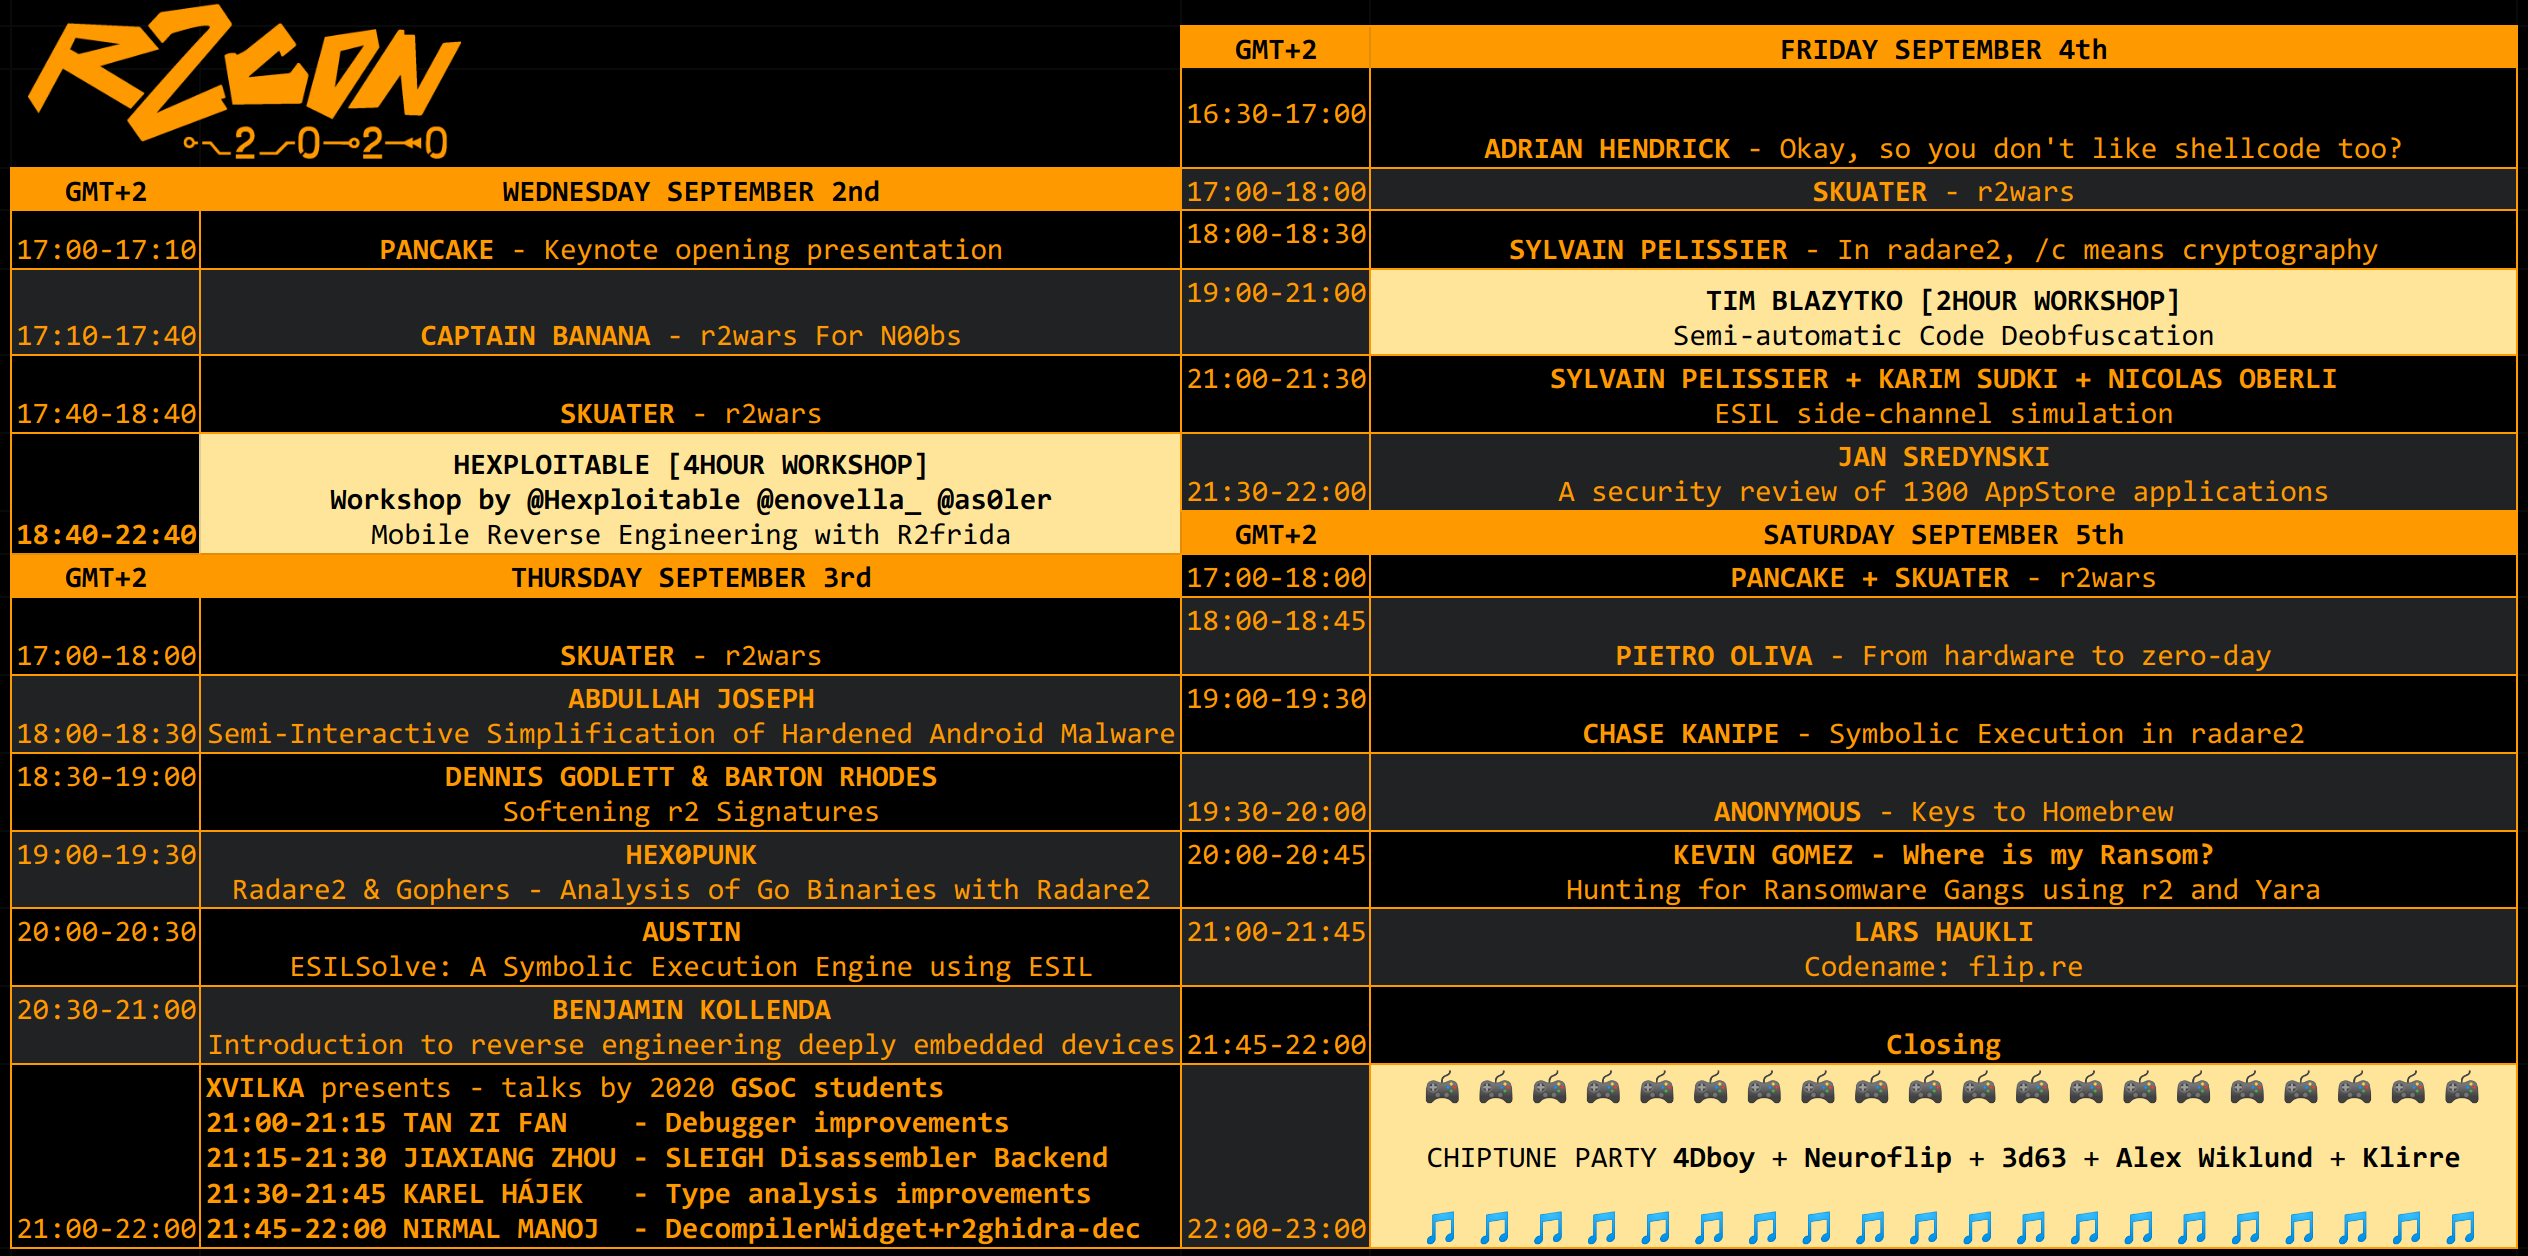 R2CON
2020
GMT+2 WEDNESDAY SEPTEMBER 2nd
17:00-17:10 PANCAKE - Keynote opening presentation
17:10-17:40 CAPTAIN BANANA - r2wars For N00bs
17:40-18:40 SKUATER - r2wars
HEXPLOITABLE [4HOUR WORKSHOP]
Workshop by @Hexploitable @enovella_ @as0ler
18:40-22:40 Mobile Reverse Engineering with R2frida
GMT+2 THURSDAY SEPTEMBER 3rd
17:00-18:00 SKUATER - r2wars
ABDULLAH JOSEPH
18:00-18:30 Semi-Interactive Simplification of Hardened Android Malware
18:30-19:00 DENNIS GODLETT & BARTON RHODES
Softening r2 Signatures
19:00-19:30 HEX0PUNK
Radare2 & Gophers - Analysis of Go Binaries with Radare2
20:00-20:30 AUSTIN
ESILSolve: A Symbolic Execution Engine using ESIL
20:30-21:00 BENJAMIN KOLLENDA
Introduction to reverse engineering deeply embedded devices
XVILKA presents - talks by 2020 GSoC students
21:00-21:15 TAN ZI FAN - Debugger improvements
21:15-21:30 JIAXIANG ZHOU - SLEIGH Disassembler Backend
21:30-21:45 KAREL HÁJEK - Type analysis improvements
21:00-22:00 21:45-22:00 NIRMAL MANOJ - DecompilerWidget+r2ghidra-dec
GMT+2 FRIDAY SEPTEMBER 4th
16:30-17:00
ADRIAN HENDRICK - Okay, so you don't like shellcode too?
17:00-18:00 SKUATER - r2wars
18:00-18:30
SYLVAIN PELISSIER - In radare2, /c means cryptography
19:00-21:00 TIM BLAZYTKO [2HOUR WORKSHOP]
Semi-automatic Code Deobfuscation
21:00-21:30 SYLVAIN PELISSIER + KARIM SUDKI + NICOLAS OBERLI
ESIL side-channel simulation
JAN SREDYNSKI
21:30-22:00 A security review of 1300 AppStore applications
GMT+2 SATURDAY SEPTEMBER 5th
17:00-18:00 PANCAKE + SKUATER - r2wars
18:00-18:45
PIETRO OLIVA - From hardware to zero-day
19:00-19:30
CHASE KANIPE - Symbolic Execution in radare2
19:30-20:00 ANONYMOUS - Keys to Homebrew
20:00-20:45 KEVIN GOMEZ - Where is my Ransom?
Hunting for Ransomware Gangs using r2 and Yara
21:00-21:45 LARS HAUKLI
Codename: flip.re
21:45-22:00 Closing
CHIPTUNE PARTY 4Dboy + Neuroflip + 3d63 + Alex Wiklund + Klirre
22:00-23:00